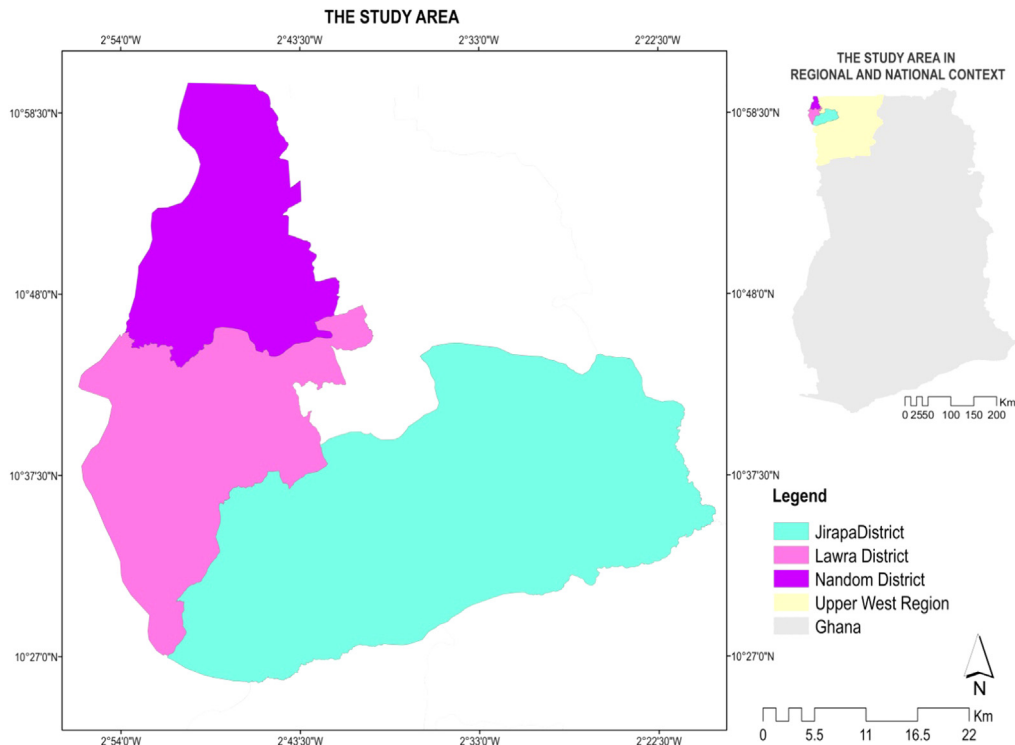 THE STUDY AREA
2°54'0"W 2°43'30"W 2°33'0"W 2°22'30"W
THE STUDY AREA IN
REGIONAL AND NATIONAL CONTEXT
10°58'30"N 10°58'30"N
10°48'0"N 10°48'0"N
0 2550 100 150 200 Km
10°37'30"N 10°37'30"N
Legend
JirapaDistrict
Lawra District
Nandom District
Upper West Region
Ghana
10°27'0"N 10°27'0"N
N
Km
0 2.5 5.5 11 16.5 22
2°54'0"W 2°43'30"W 2°33'0"W 2°22'30"W